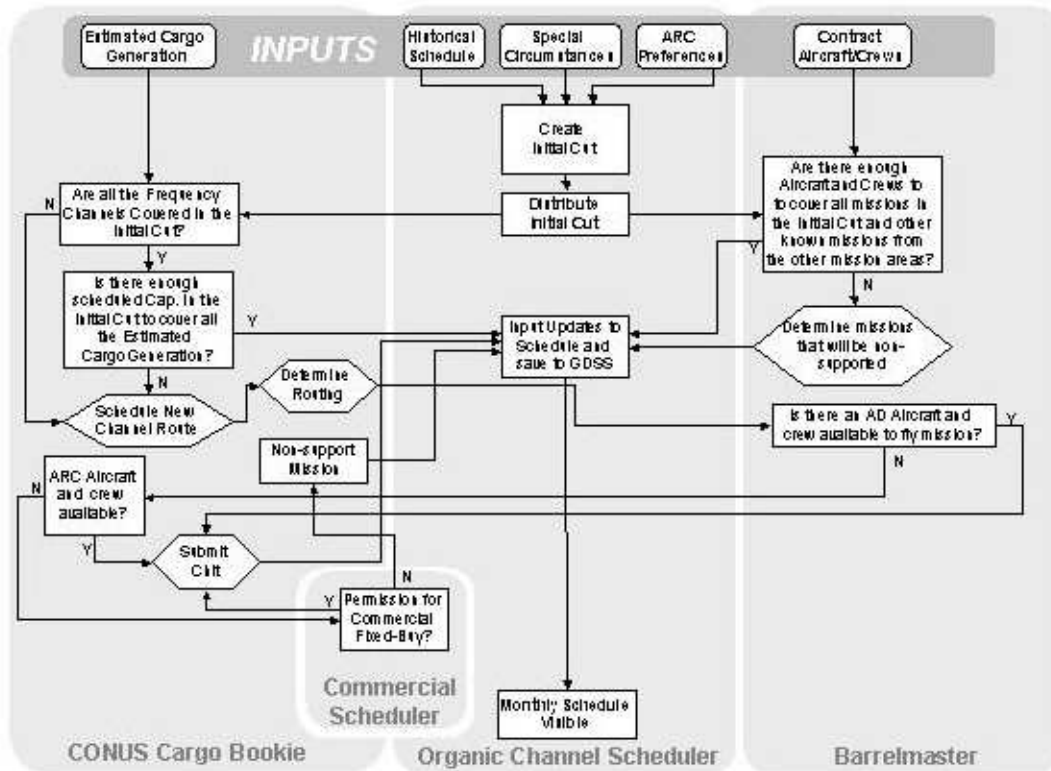 INPUTS
Estimated Cargo
Generation
Historical
Schedule
Special
Circumstances
ARC
Preferences
Contract
Aircraft/Crews
Create
Initial Cut
Distribute
Initial Cut
Are all the Frequency
Channels Covered in the
Initial Cut?
N
Y
Is there enough
scheduled Cap. In the
Initial Cut to cover all
the Estimated
Cargo Generation?
Y
N
Schedule New
Channel Route
Determine
Routing
Are there enough
Aircraft and Crews to
to cover all missions in
the Initial Cut and other
known missions from
the other mission areas?
Y
N
Input Updates to
Schedule and
save to GDSS
Determine missions
that will be non-
supported
Is there an AD Aircraft and
crew available to fly mission?
Y
N
Non-support
Mission
ARC Aircraft
and crew
available?
N
Y
Submit
Chit
N
Y
Permission for
Commercial
Fixed-Buy?
Commercial
Scheduler
Monthly Schedule
Visible
CONUS Cargo Bookie
Organic Channel Scheduler
Barrelmaster